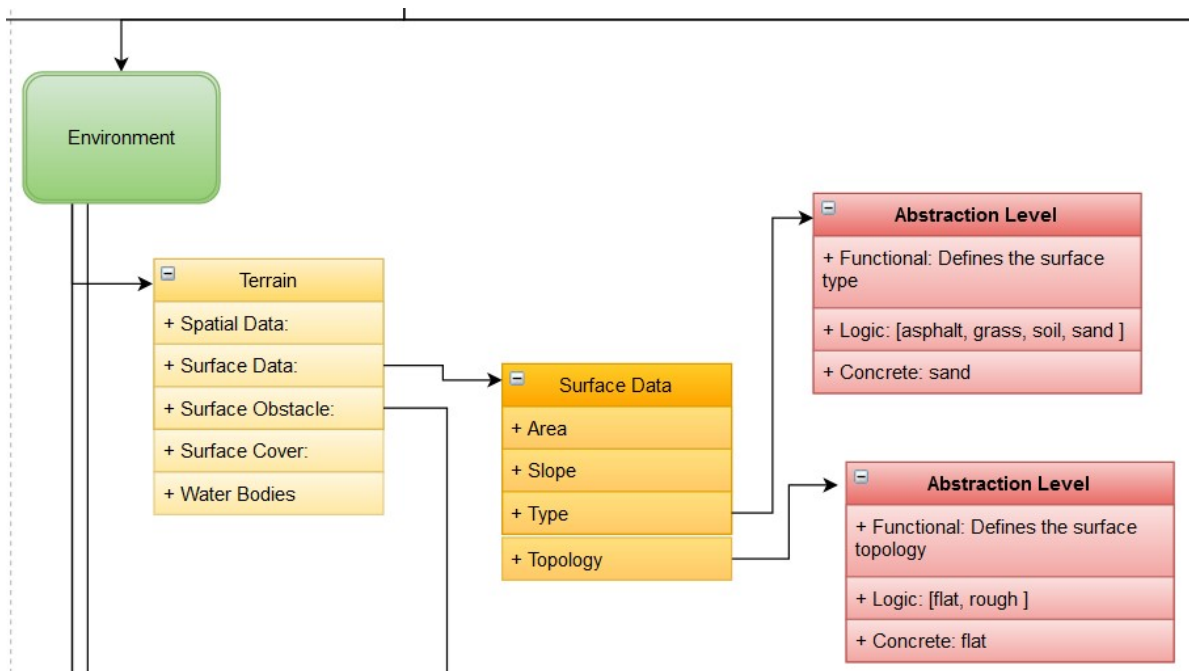 Environment
Terrain
+ Spatial Data:
+ Surface Data:
+ Surface Obstacle:
+ Surface Cover:
+ Water Bodies
Surface Data
+ Area
+ Slope
+ Type
+ Topology
Abstraction Level
+ Functional: Defines the surface
type
+ Logic: [asphalt, grass, soil, sand ]
+ Concrete: sand
Abstraction Level
+ Functional: Defines the surface
topology
+ Logic: [flat, rough ]
+ Concrete: flat